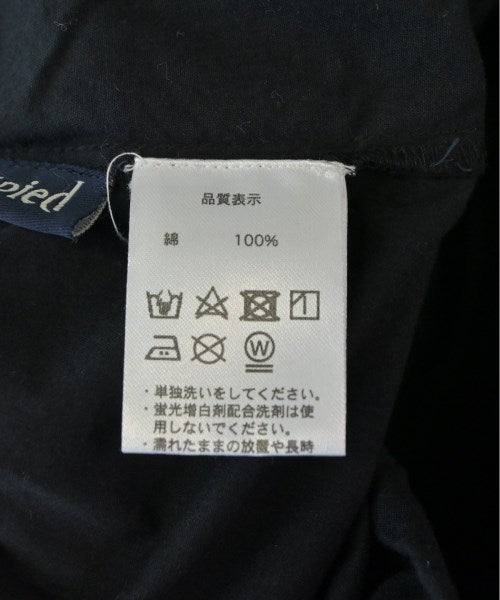 pied
品質表示
綿 100%
W
・単独洗いをしてください。
・蛍光増白剤配合洗剤は使
用しないでください。
・濡れたままの放置や長時